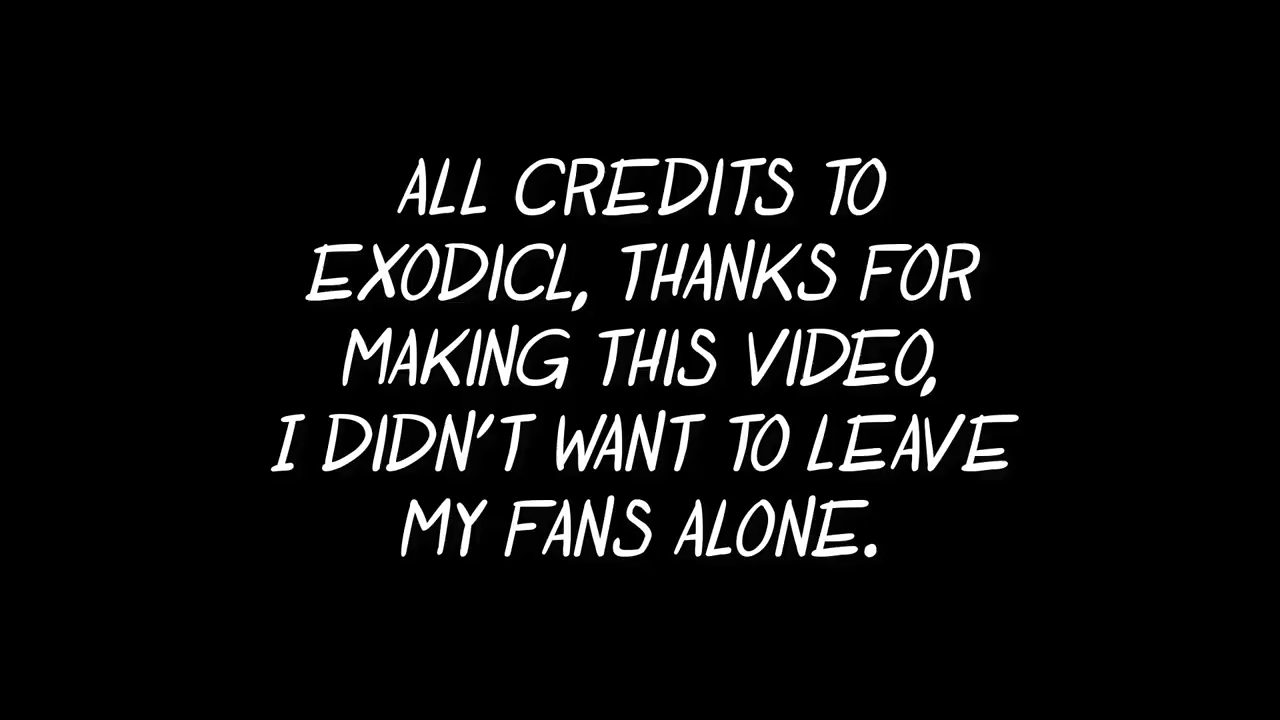 ALL CREDITS TO
EXODICL, THANKS FOR
MAKING THIS VIDEO,
I DIDN'T WANT TO LEAVE
MY FANS ALONE.